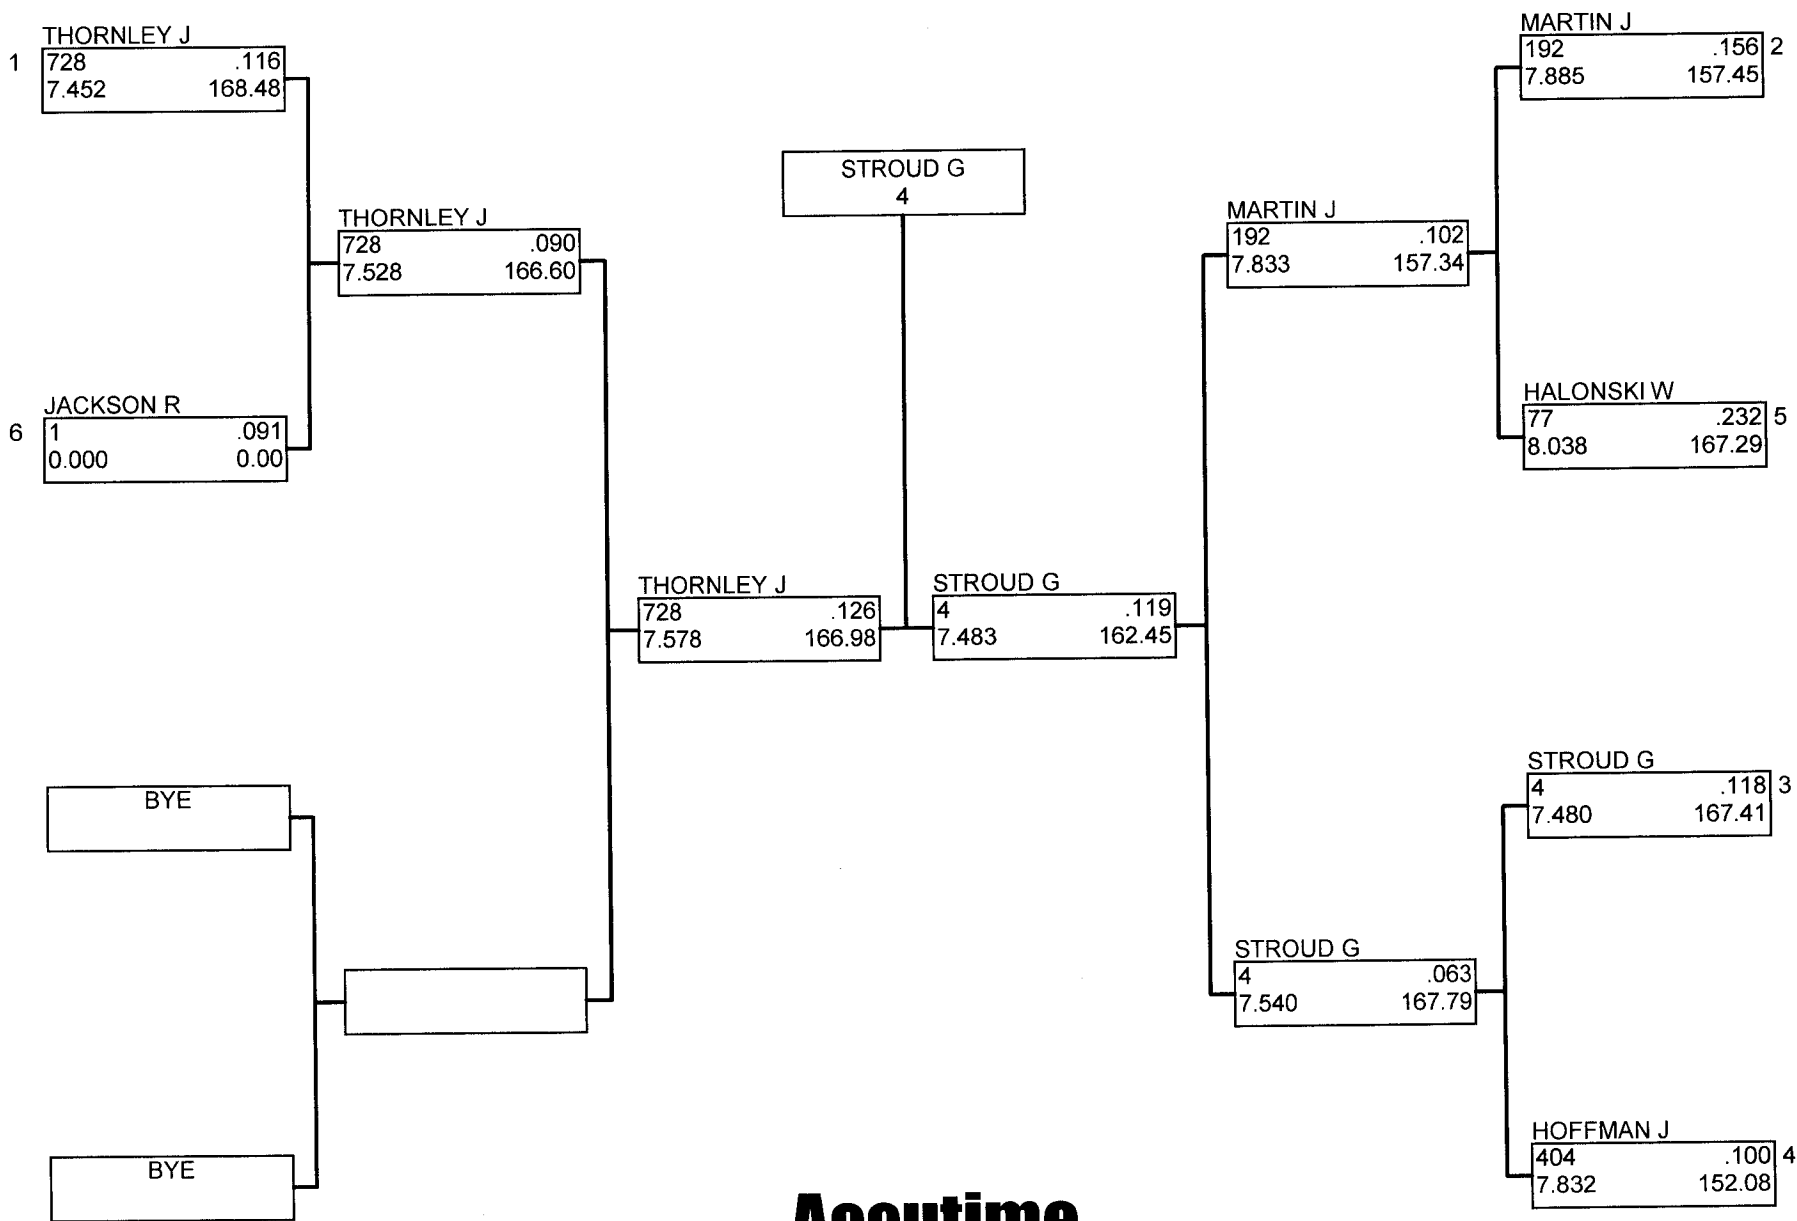 THORNLEY J
1
728 .116
7.452 168.48
JACKSON R
6
1 .091
0.000 0.00
BYE
BYE
THORNLEY J
728 .090
7.528 166.60
THORNLEY J
728 .126
7.578 166.98
STROUD G
4
STROUD G
4 .119
7.483 162.45
MARTIN J
192 .102
7.833 157.34
STROUD G
4 .063
7.540 167.79
MARTIN J
192 .156 2
7.885 157.45
HALONSKI W
77 .232 5
8.038 167.29
STROUD G
4 .118 3
7.480 167.41
HOFFMAN J
404 .100 4
7.832 152.08
Accutime